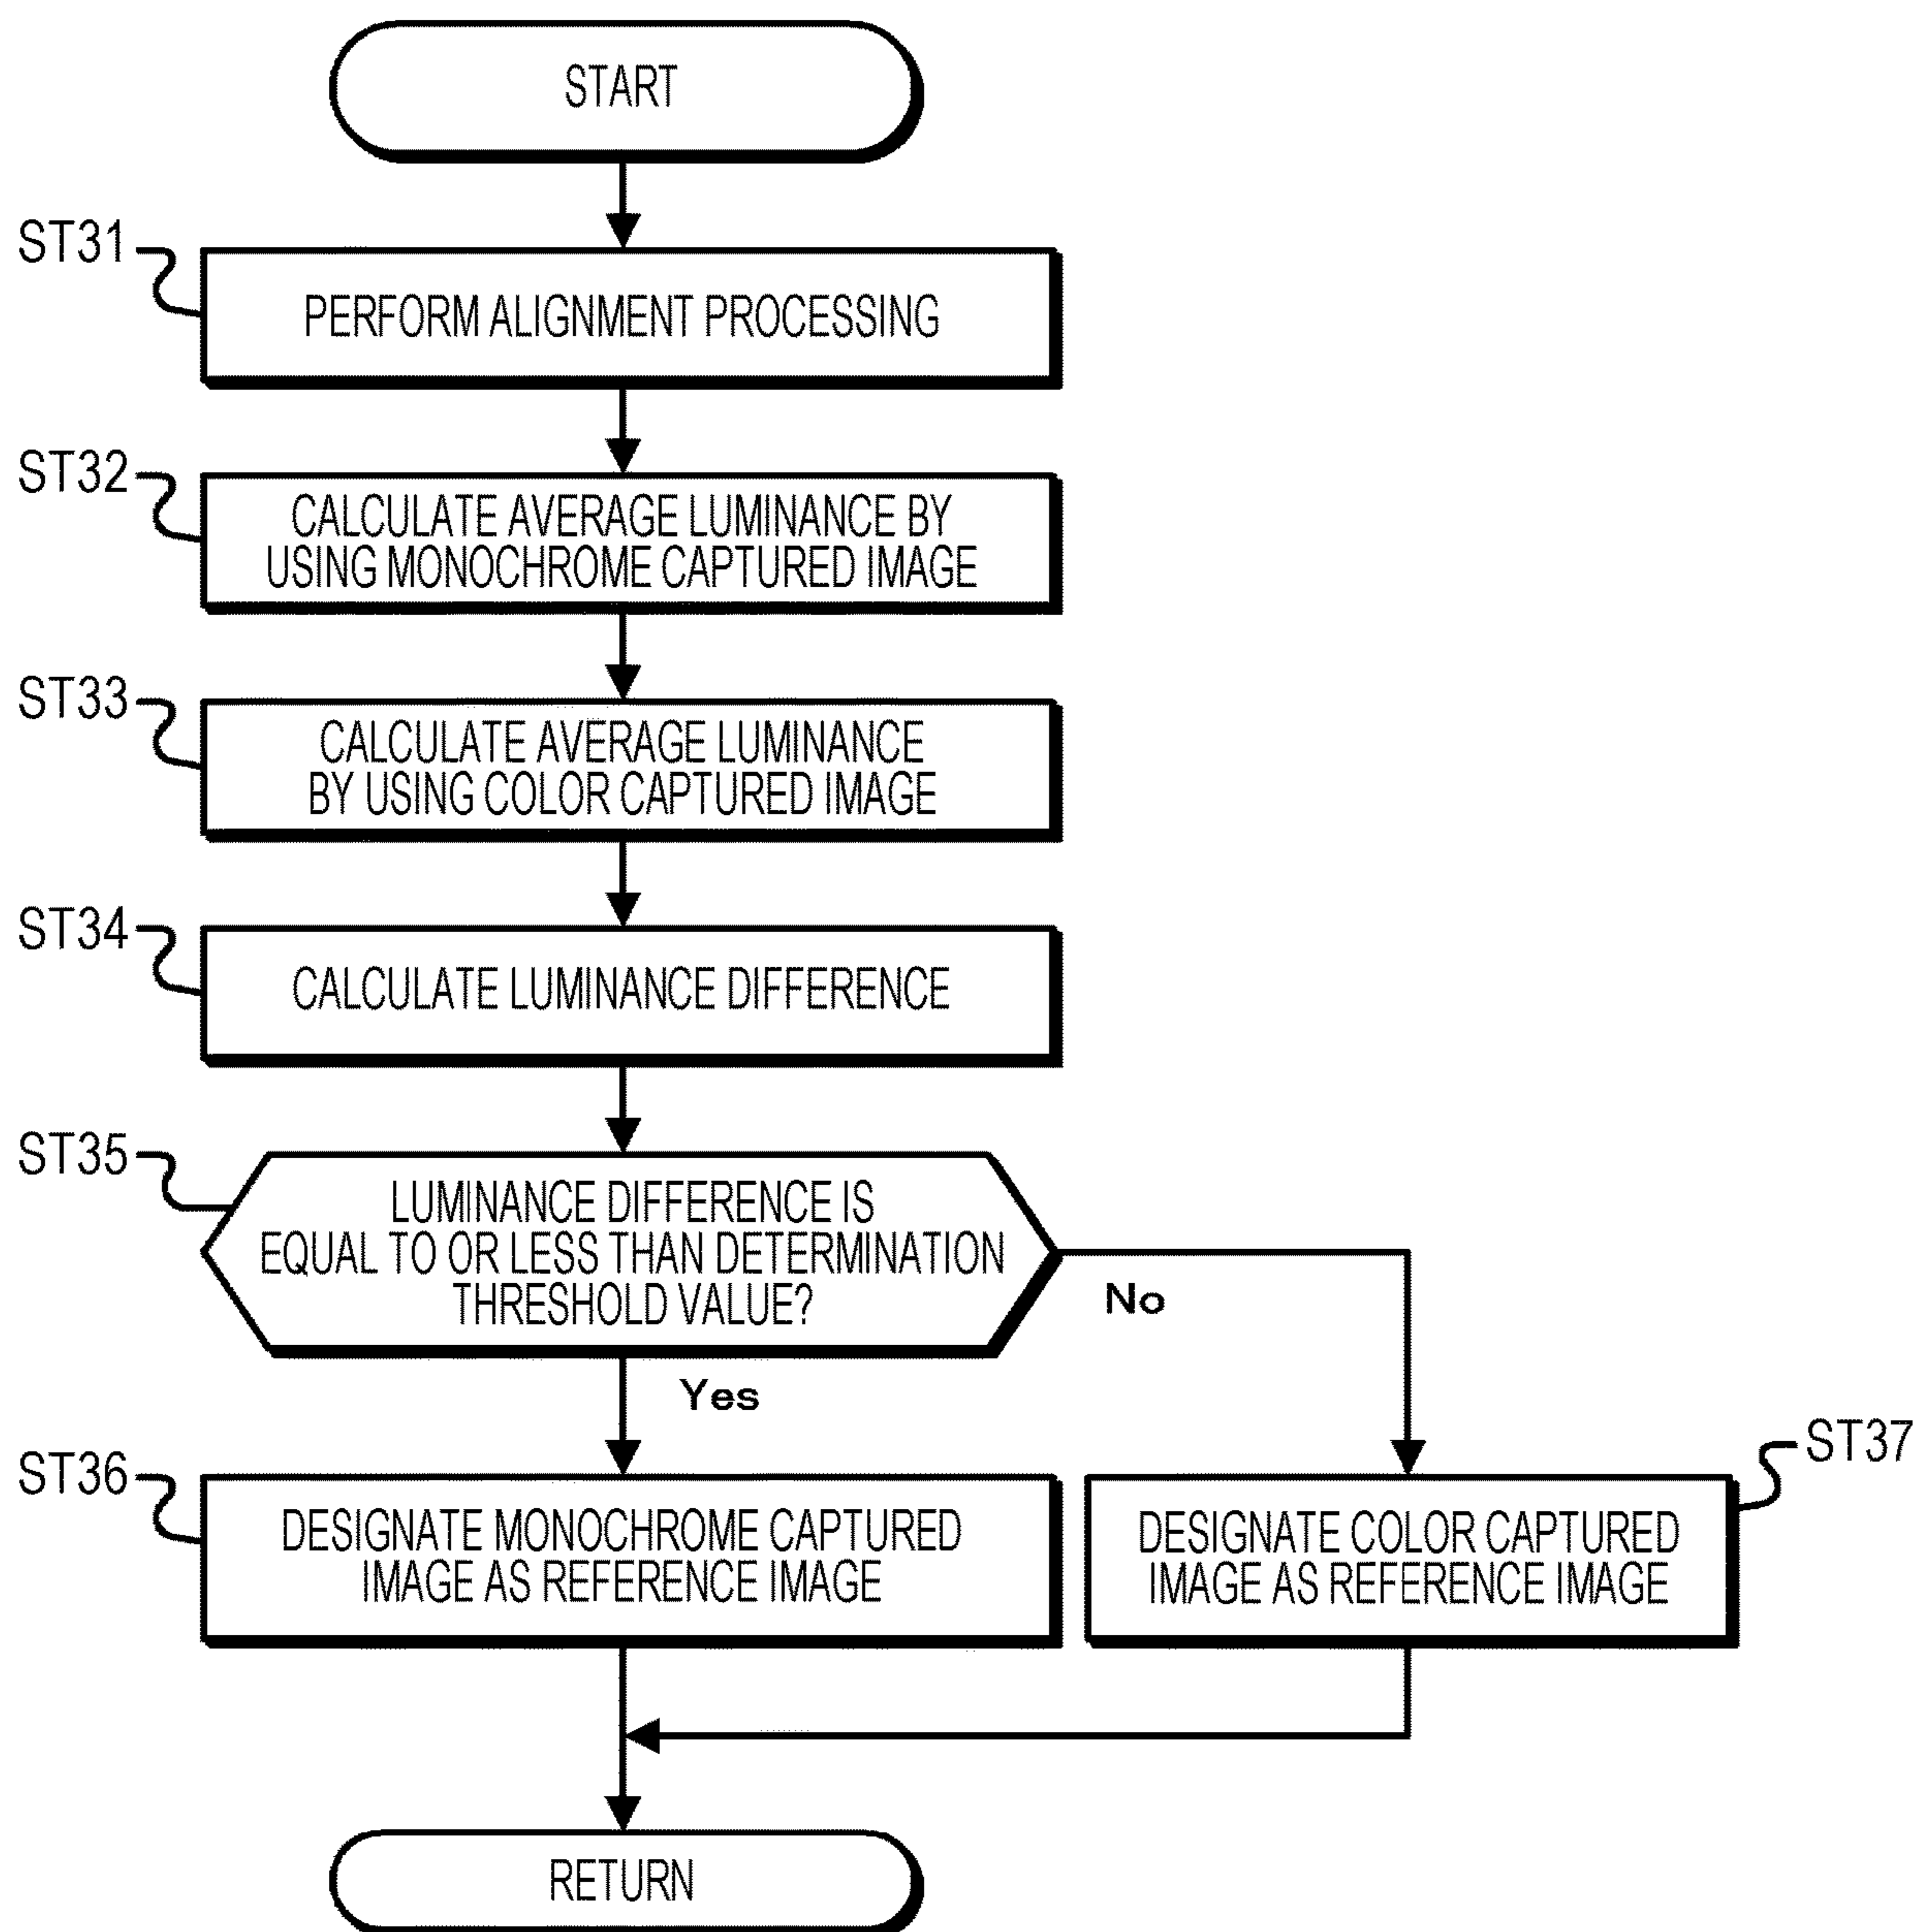 START
ST31
PERFORM ALIGNMENT PROCESSING
ST32
CALCULATE AVERAGE LUMINANCE BY
USING MONOCHROME CAPTURED IMAGE
ST33
CALCULATE AVERAGE LUMINANCE
BY USING COLOR CAPTURED IMAGE
ST34
CALCULATE LUMINANCE DIFFERENCE
ST35
LUMINANCE DIFFERENCE IS
EQUAL TO OR LESS THAN DETERMINATION
THRESHOLD VALUE?
No
Yes
ST36
DESIGNATE MONOCHROME CAPTURED
IMAGE AS REFERENCE IMAGE
ST37
DESIGNATE COLOR CAPTURED
IMAGE AS REFERENCE IMAGE
RETURN